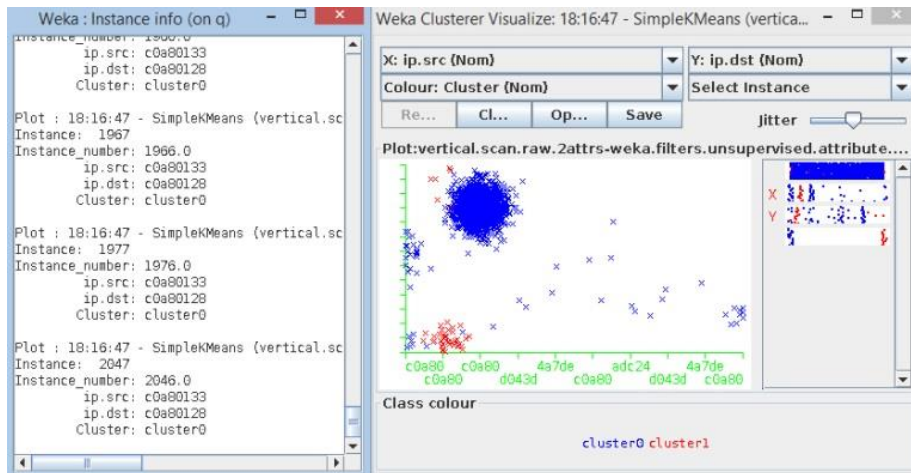 Weka : Instance info (on q)
Instance_number: 1960.0
ip.src: c0a80133
ip.dst: c0a80128
Cluster: cluster0
Plot : 18:16:47 - SimpleKMeans (vertical.sc
Instance: 1967
Instance_number: 1966.0
ip.src: c0a80133
ip.dst: c0a80128
Cluster: cluster0
Plot : 18:16:47 - SimpleKMeans (vertical.sc
Instance: 1977
Instance_number: 1976.0
ip.src: c0a80133
ip.dst: c0a80128
Cluster: cluster0
Plot : 18:16:47 - SimpleKMeans (vertical.sc
Instance: 2047
Instance_number: 2046.0
ip.src: c0a80133
ip.dst: c0a80128
Cluster: cluster0
Weka Clusterer Visualize: 18:16:47 - SimpleKMeans (vertica...
X: ip.src (Nom)
Y: ip.dst (Nom)
Colour: Cluster (Nom)
Select Instance
Re...
Cl...
Op...
Save
Jitter
Plot:vertical.scan.raw.2attrs-weka.filters.unsupervised.attribute....
X
Y
c0a80 c0a80 4a7de adc24 4a7de
c0a80 d043d c0a80 d043d c0a80
Class colour
cluster0 cluster1